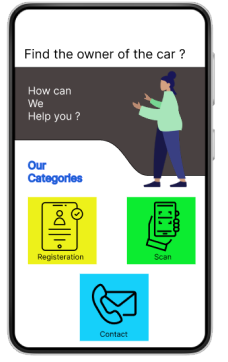 Find the owner of the car ?
How can
We
Help you ?
Our
Categories
Registeration
Scan
Contact